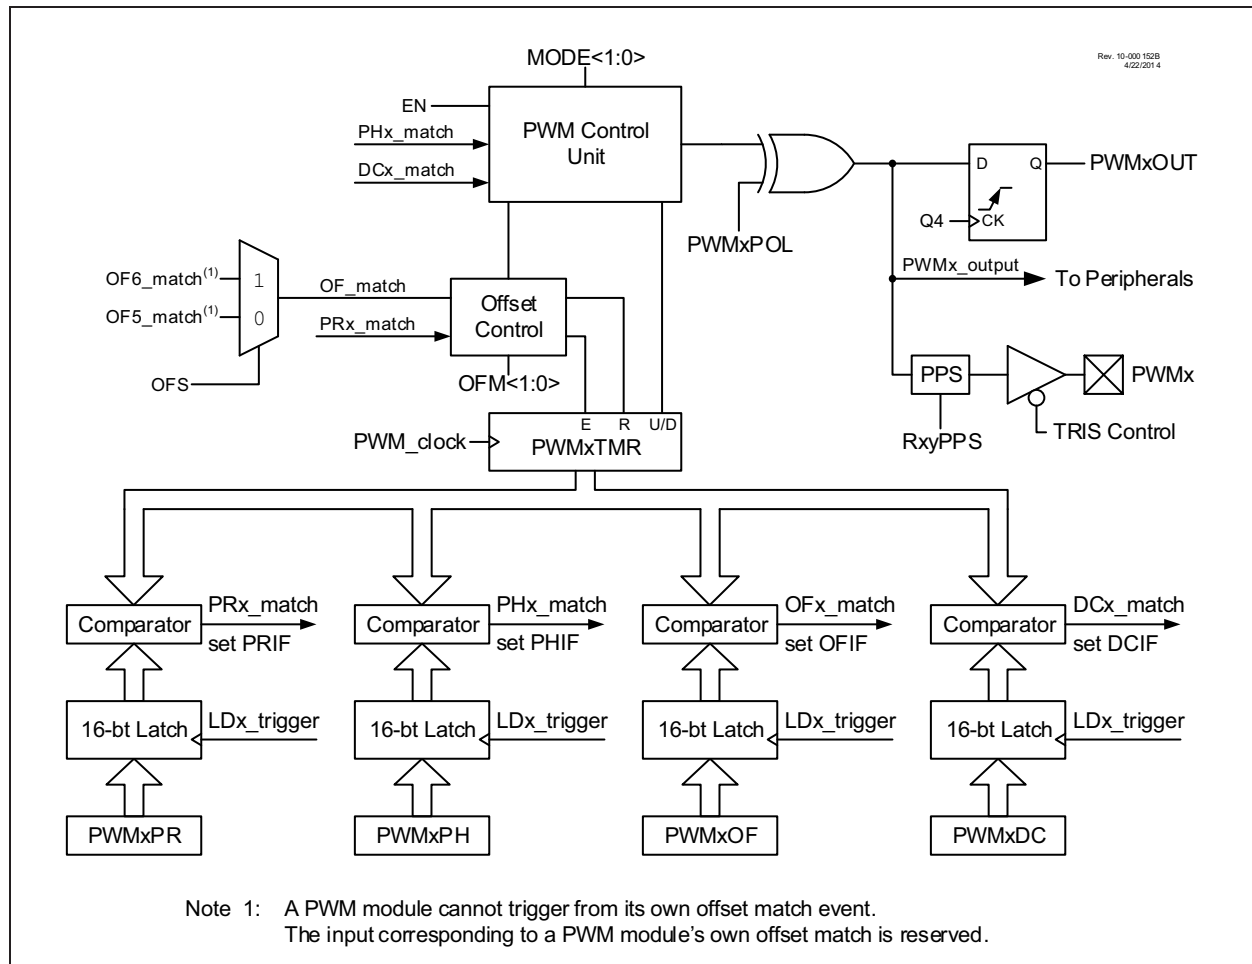 MODE<1:0>
Rev. 10-000 152B
4/22/201 4
EN
PHx_match
DCx_match
PWM Control
Unit
PWMxPOL
D
Q
PWMxOUT
Q4
CK
PWMx_output
To Peripherals
OF6_match(1)
1
OF5_match(1)
0
OFS
OF_match
PRx_match
Offset
Control
OFM<1:0>
PPS
PWMx
RxyPPS
TRIS Control
E
R
U/D
PWM_clock
PWMxTMR
Comparator
PRx_match
set PRIF
Comparator
PHx_match
set PHIF
Comparator
OFx_match
set OFIF
Comparator
DCx_match
set DCIF
16-bt Latch
LDx_trigger
16-bt Latch
LDx_trigger
16-bt Latch
LDx_trigger
16-bt Latch
LDx_trigger
PWMxPR
PWMxPH
PWMxOF
PWMxDC
Note 1: A PWM module cannot trigger from its own offset match event.
The input corresponding to a PWM module's own offset match is reserved.